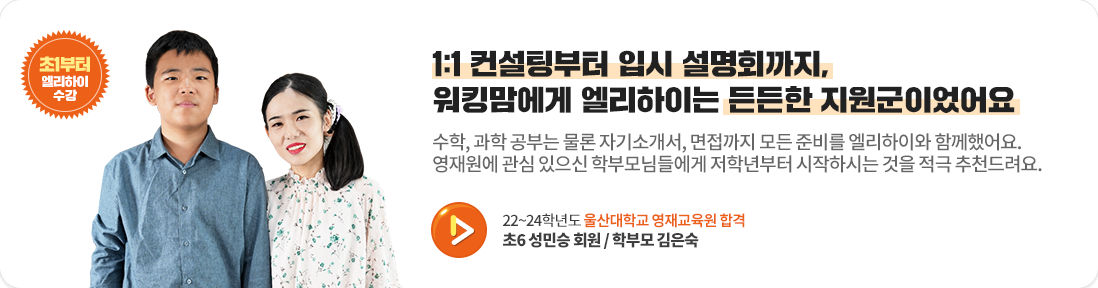 초1부터
엘리하이
수강
1:1 컨설팅부터 입시 설명회까지,
워킹맘에게 엘리하이는 든든한 지원군이었어요
수학, 과학 공부는 물론 자기소개서, 면접까지 모든 준비를 엘리하이와 함께했어요.
영재원에 관심 있으신 학부모님들에게 저학년부터 시작하시는 것을 적극 추천드려요.
22~24학년도 울산대학교 영재교육원 합격
초6 성민승 회원 / 학부모 김은숙